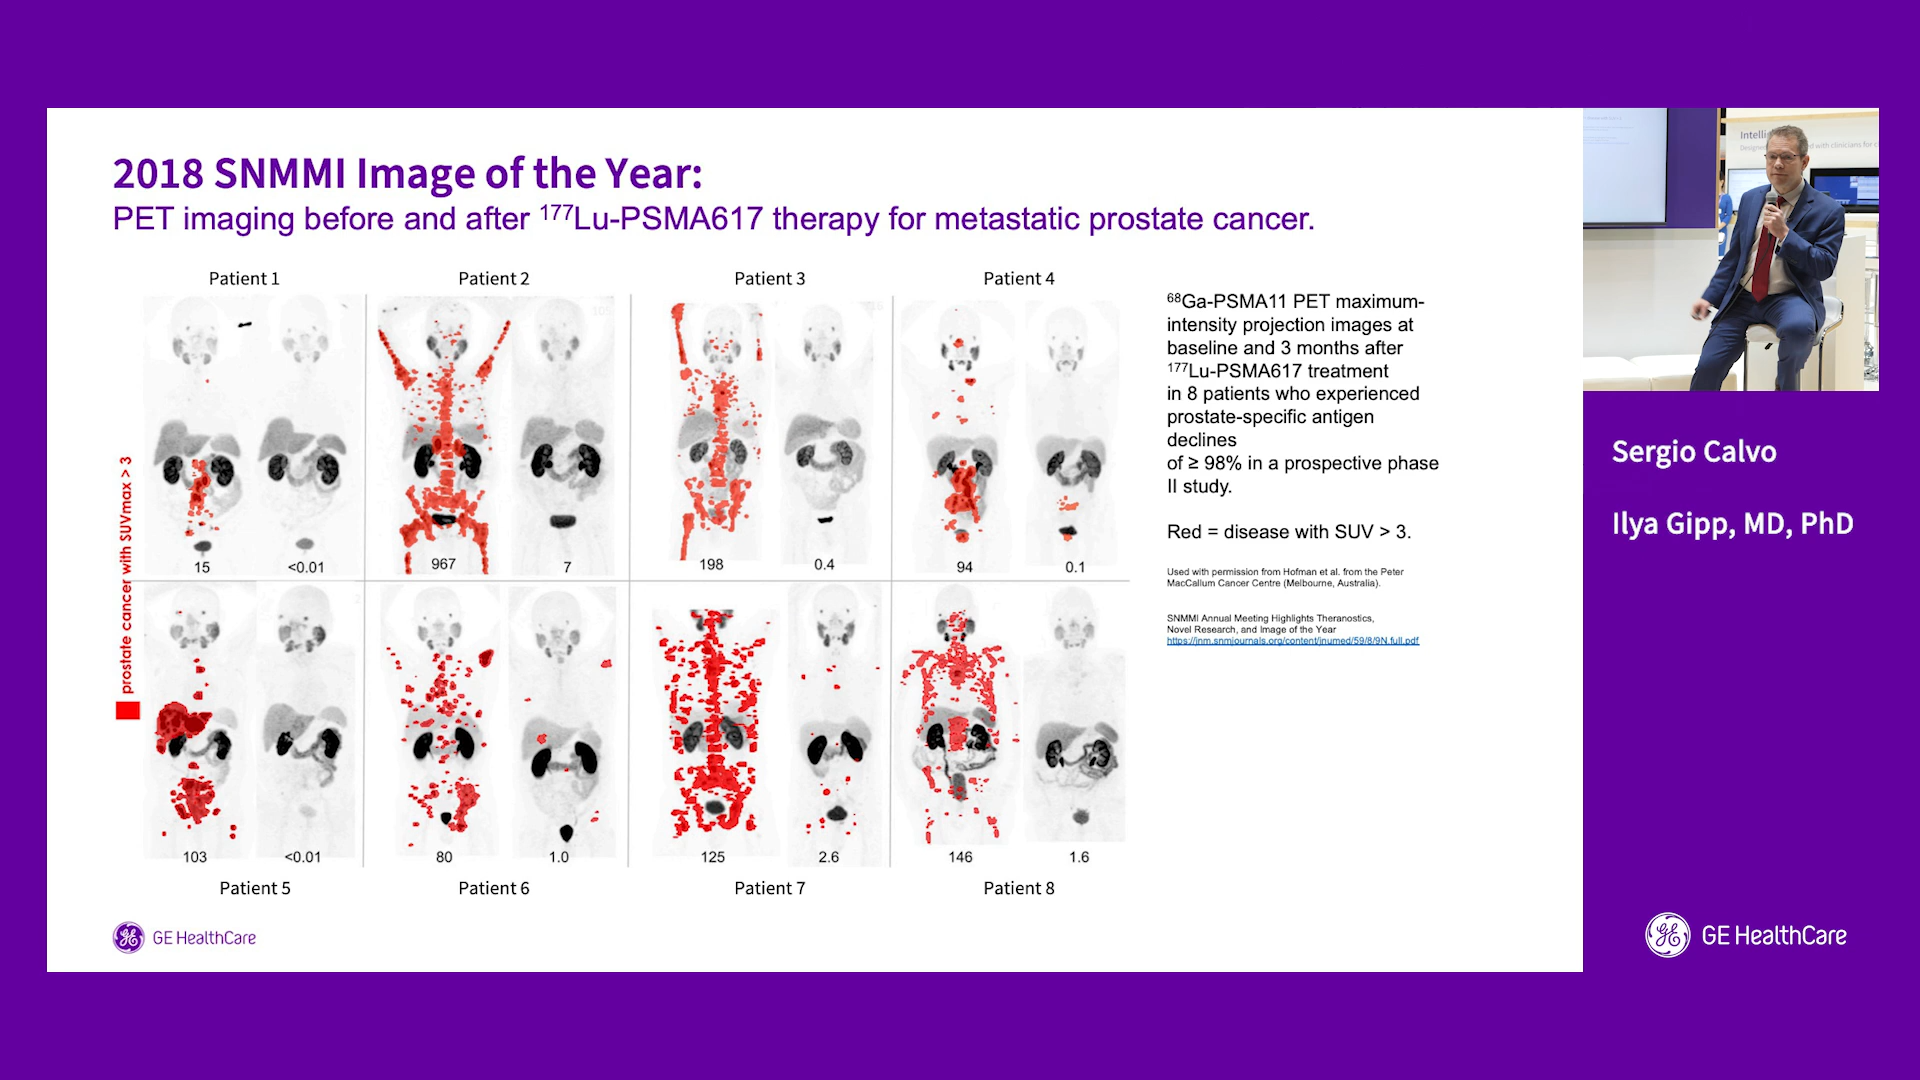 2018 SNMMI Image of the Year:
PET imaging before and after ¹⁷⁷Lu-PSMA617 therapy for metastatic prostate cancer.
Patient 1
Patient 2
Patient 3
Patient 4
prostate cancer with SUVmax > 3
105
15
<0.01
967
7
198
0.4
94
0.1
103
<0.01
80
1.0
125
2.6
146
1.6
Patient 5
Patient 6
Patient 7
Patient 8
⁶⁸Ga-PSMA11 PET maximum-
intensity projection images at
baseline and 3 months after
¹⁷⁷Lu-PSMA617 treatment
in 8 patients who experienced
prostate-specific antigen
declines
of ≥ 98% in a prospective phase
II study.
Red = disease with SUV > 3.
Used with permission from Hofman et al. from the Peter
MacCallum Cancer Centre (Melbourne, Australia).
SNMMI Annual Meeting Highlights Theranostics,
Novel Research, and Image of the Year
https://jnm.snmjournals.org/content/jnumed/59/8/9N.full.pdf
GE HealthCare
Sergio Calvo
Ilya Gipp, MD, PhD
GE HealthCare